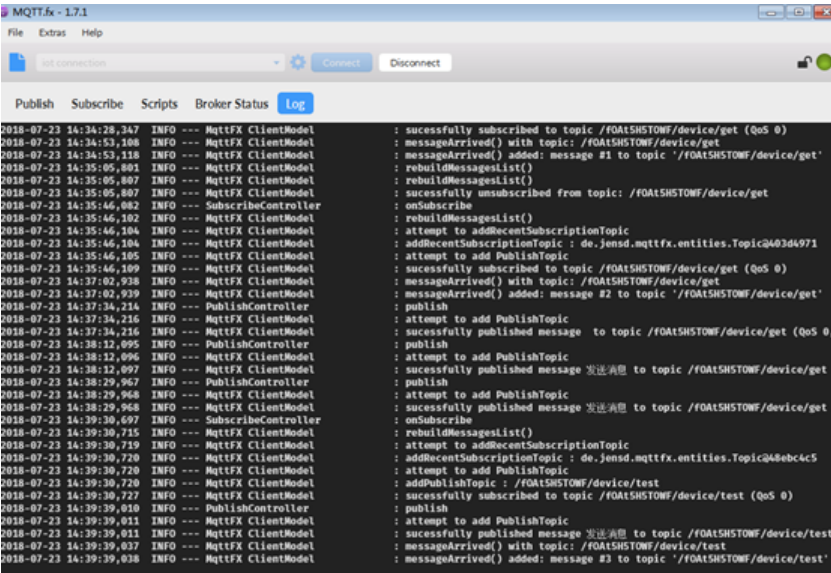 MQTT.fx - 1.7.1
File Extras Help
iot connection Connect Disconnect
Publish Subscribe Scripts Broker Status Log
2018-07-23 14:34:28,347 INFO --- MqttFX ClientModel : sucessfully subscribed to topic /fOAt5H5TOWF/device/get (QoS 0)
2018-07-23 14:34:53,108 INFO --- MqttFX ClientModel : messageArrived() with topic: /fOAt5H5TOWF/device/get
2018-07-23 14:34:53,118 INFO --- MqttFX ClientModel : messageArrived() added: message #1 to topic '/fOAt5H5TOWF/device/get'
2018-07-23 14:35:05,801 INFO --- MqttFX ClientModel : rebuildMessagesList()
2018-07-23 14:35:05,807 INFO --- MqttFX ClientModel : rebuildMessagesList()
2018-07-23 14:35:05,807 INFO --- MqttFX ClientModel : sucessfully unsubscribed from topic: /fOAt5H5TOWF/device/get
2018-07-23 14:35:46,082 INFO --- SubscribeController : onSubscribe
2018-07-23 14:35:46,102 INFO --- MqttFX ClientModel : rebuildMessagesList()
2018-07-23 14:35:46,104 INFO --- MqttFX ClientModel : attempt to addRecentSubscriptionTopic
2018-07-23 14:35:46,104 INFO --- MqttFX ClientModel : addRecentSubscriptionTopic : de.jensd.mqttfx.entities.Topic@403d4971
2018-07-23 14:35:46,105 INFO --- MqttFX ClientModel : attempt to add PublishTopic
2018-07-23 14:35:46,109 INFO --- MqttFX ClientModel : sucessfully subscribed to topic /fOAt5H5TOWF/device/get (QoS 0)
2018-07-23 14:37:02,938 INFO --- MqttFX ClientModel : messageArrived() with topic: /fOAt5H5TOWF/device/get
2018-07-23 14:37:02,939 INFO --- MqttFX ClientModel : messageArrived() added: message #2 to topic '/fOAt5H5TOWF/device/get'
2018-07-23 14:37:34,214 INFO --- PublishController : publish
2018-07-23 14:37:34,216 INFO --- MqttFX ClientModel : attempt to add PublishTopic
2018-07-23 14:37:34,216 INFO --- MqttFX ClientModel : sucessfully published message to topic /fOAt5H5TOWF/device/get (QoS 0
2018-07-23 14:38:12,095 INFO --- PublishController : publish
2018-07-23 14:38:12,096 INFO --- MqttFX ClientModel : attempt to add PublishTopic
2018-07-23 14:38:12,097 INFO --- MqttFX ClientModel : sucessfully published message 发送消息 to topic /fOAt5H5TOWF/device/get
2018-07-23 14:38:29,967 INFO --- PublishController : publish
2018-07-23 14:38:29,968 INFO --- MqttFX ClientModel : attempt to add PublishTopic
2018-07-23 14:38:29,968 INFO --- MqttFX ClientModel : sucessfully published message 发送消息 to topic /fOAt5H5TOWF/device/get
2018-07-23 14:39:30,697 INFO --- SubscribeController : onSubscribe
2018-07-23 14:39:30,715 INFO --- MqttFX ClientModel : rebuildMessagesList()
2018-07-23 14:39:30,719 INFO --- MqttFX ClientModel : attempt to addRecentSubscriptionTopic
2018-07-23 14:39:30,720 INFO --- MqttFX ClientModel : addRecentSubscriptionTopic : de.jensd.mqttfx.entities.Topic@48ebc4c5
2018-07-23 14:39:30,720 INFO --- MqttFX ClientModel : attempt to add PublishTopic
2018-07-23 14:39:30,720 INFO --- MqttFX ClientModel : addPublishTopic : /fOAt5H5TOWF/device/test
2018-07-23 14:39:30,727 INFO --- MqttFX ClientModel : sucessfully subscribed to topic /fOAt5H5TOWF/device/test (QoS 0)
2018-07-23 14:39:39,010 INFO --- PublishController : publish
2018-07-23 14:39:39,011 INFO --- MqttFX ClientModel : attempt to add PublishTopic
2018-07-23 14:39:39,011 INFO --- MqttFX ClientModel : sucessfully published message 发送消息 to topic /fOAt5H5TOWF/device/test
2018-07-23 14:39:39,037 INFO --- MqttFX ClientModel : messageArrived() with topic: /fOAt5H5TOWF/device/test
2018-07-23 14:39:39,038 INFO --- MqttFX ClientModel : messageArrived() added: message #3 to topic '/fOAt5H5TOWF/device/test'